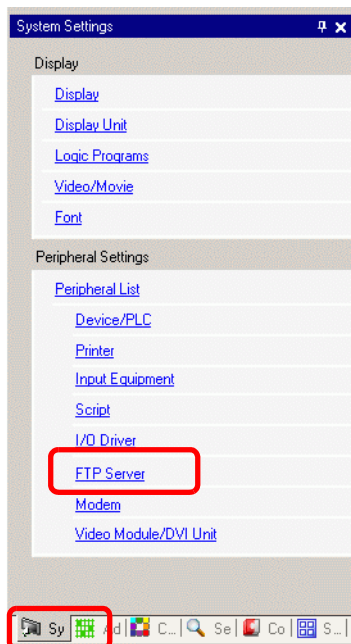 System Settings
Display
Display
Display Unit
Logic Programs
Video/Movie
Font
Peripheral Settings
Peripheral List
Device/PLC
Printer
Input Equipment
Script
I/O Driver
FTP Server
Modem
Video Module/DVI Unit
Sy Ad C... Se Co S...